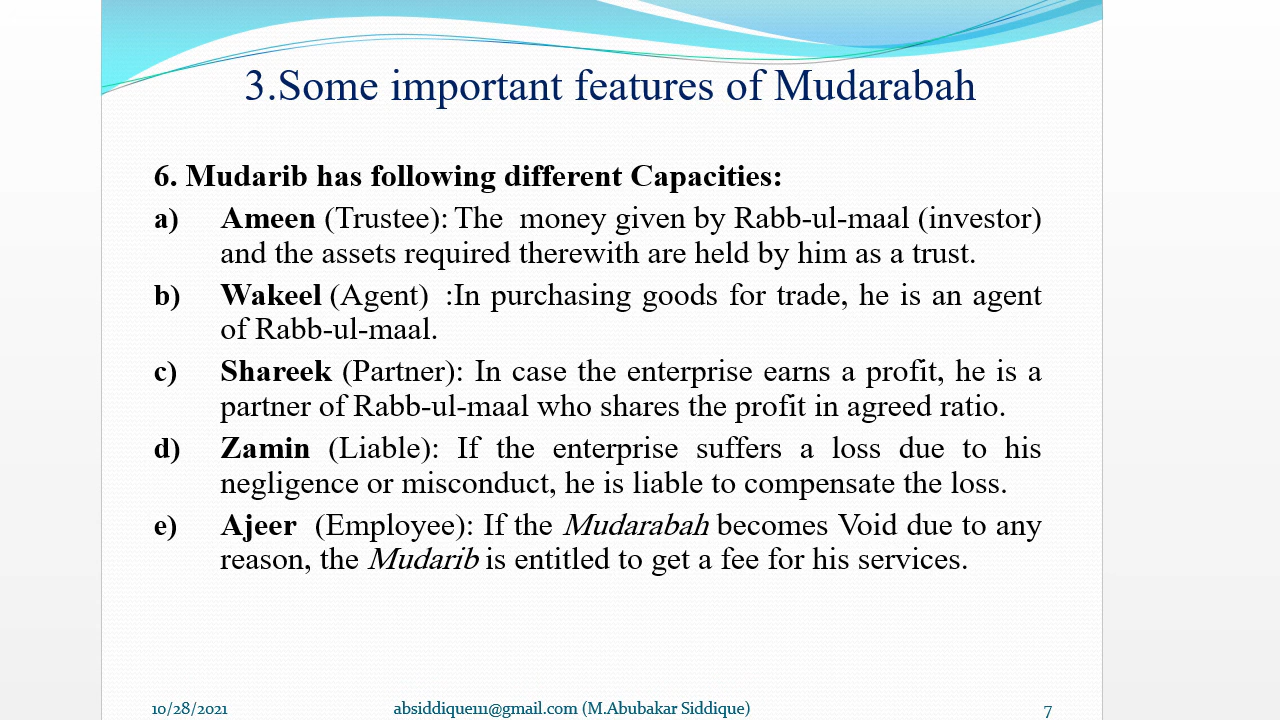 3.Some important features of Mudarabah
6. Mudarib has following different Capacities:
a) Ameen (Trustee): The money given by Rabb-ul-maal (investor)
and the assets required therewith are held by him as a trust.
b) Wakeel (Agent) :In purchasing goods for trade, he is an agent
of Rabb-ul-maal.
c) Shareek (Partner): In case the enterprise earns a profit, he is a
partner of Rabb-ul-maal who shares the profit in agreed ratio.
d) Zamin (Liable): If the enterprise suffers a loss due to his
negligence or misconduct, he is liable to compensate the loss.
e) Ajeer (Employee): If the Mudarabah becomes Void due to any
reason, the Mudarib is entitled to get a fee for his services.
10/28/2021 absiddique111@gmail.com (M.Abubakar Siddique) 7